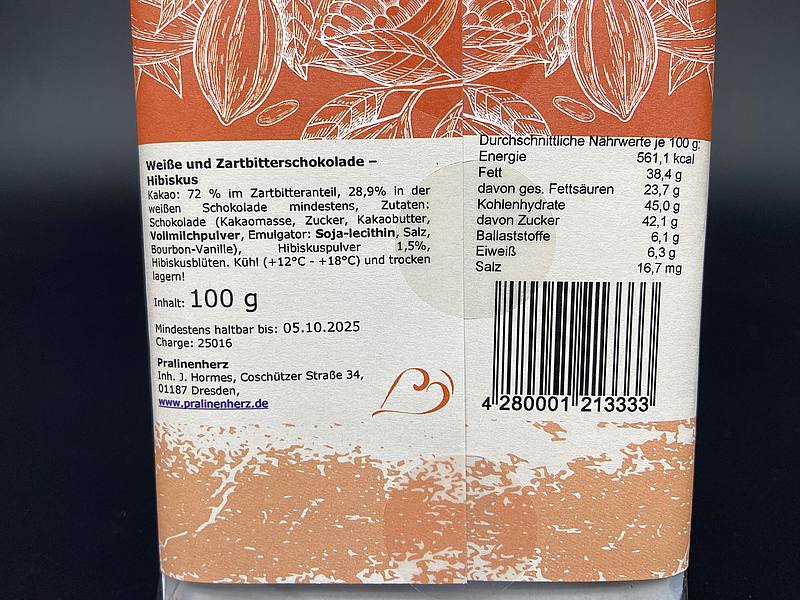 Weiße und Zartbitterschokolade –
Hibiskus
Kakao: 72 % im Zartbitteranteil, 28,9% in der
weißen Schokolade mindestens, Zutaten:
Schokolade (Kakaomasse, Zucker, Kakaobutter,
Vollmilchpulver, Emulgator: Soja-lecithin, Salz,
Bourbon-Vanille), Hibiskuspulver 1,5%,
Hibiskusblüten. Kühl (+12°C - +18°C) und trocken
lagern!
Inhalt: 100 g
Mindestens haltbar bis: 05.10.2025
Charge: 25016
Pralinenherz
Inh. J. Hormes, Coschützer Straße 34,
01187 Dresden,
www.pralinenherz.de
Durchschnittliche Nährwerte je 100 g:
Energie 561,1 kcal
Fett 38,4 g
davon ges. Fettsäuren 23,7 g
Kohlenhydrate 45,0 g
davon Zucker 42,1 g
Ballaststoffe 6,1 g
Eiweiß 6,3 g
Salz 16,7 mg
4 280001 213333